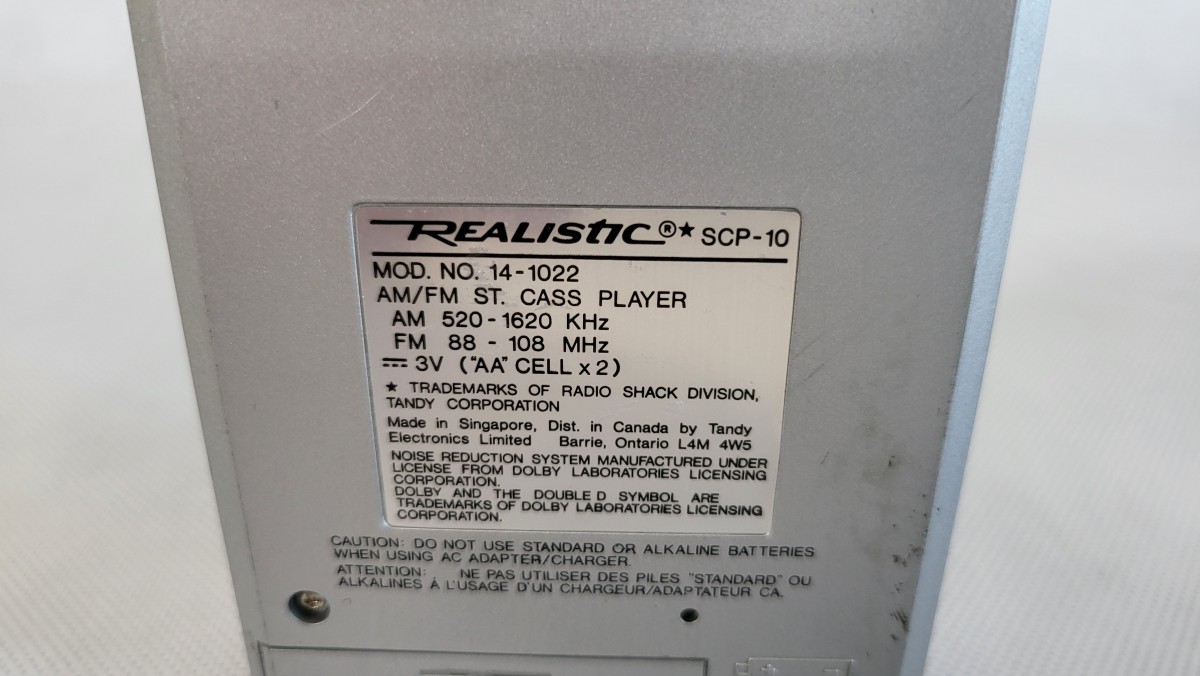 REALISTIC®★ SCP-10
MOD. NO. 14-1022
AM/FM ST. CASS PLAYER
AM 520-1620 KHz
FM 88 - 108 MHz
⎓ 3V ("AA" CELL x 2)
★ TRADEMARKS OF RADIO SHACK DIVISION,
TANDY CORPORATION
Made in Singapore, Dist. in Canada by Tandy
Electronics Limited Barrie, Ontario L4M 4W5
NOISE REDUCTION SYSTEM MANUFACTURED UNDER
LICENSE FROM DOLBY LABORATORIES LICENSING
CORPORATION.
DOLBY AND THE DOUBLE D SYMBOL ARE
TRADEMARKS OF DOLBY LABORATORIES LICENSING
CORPORATION.
CAUTION: DO NOT USE STANDARD OR ALKALINE BATTERIES
WHEN USING AC ADAPTER/CHARGER.
ATTENTION: NE PAS UTILISER DES PILES "STANDARD" OU
ALKALINES À L'USAGE D'UN CHARGEUR/ADAPTATEUR CA.